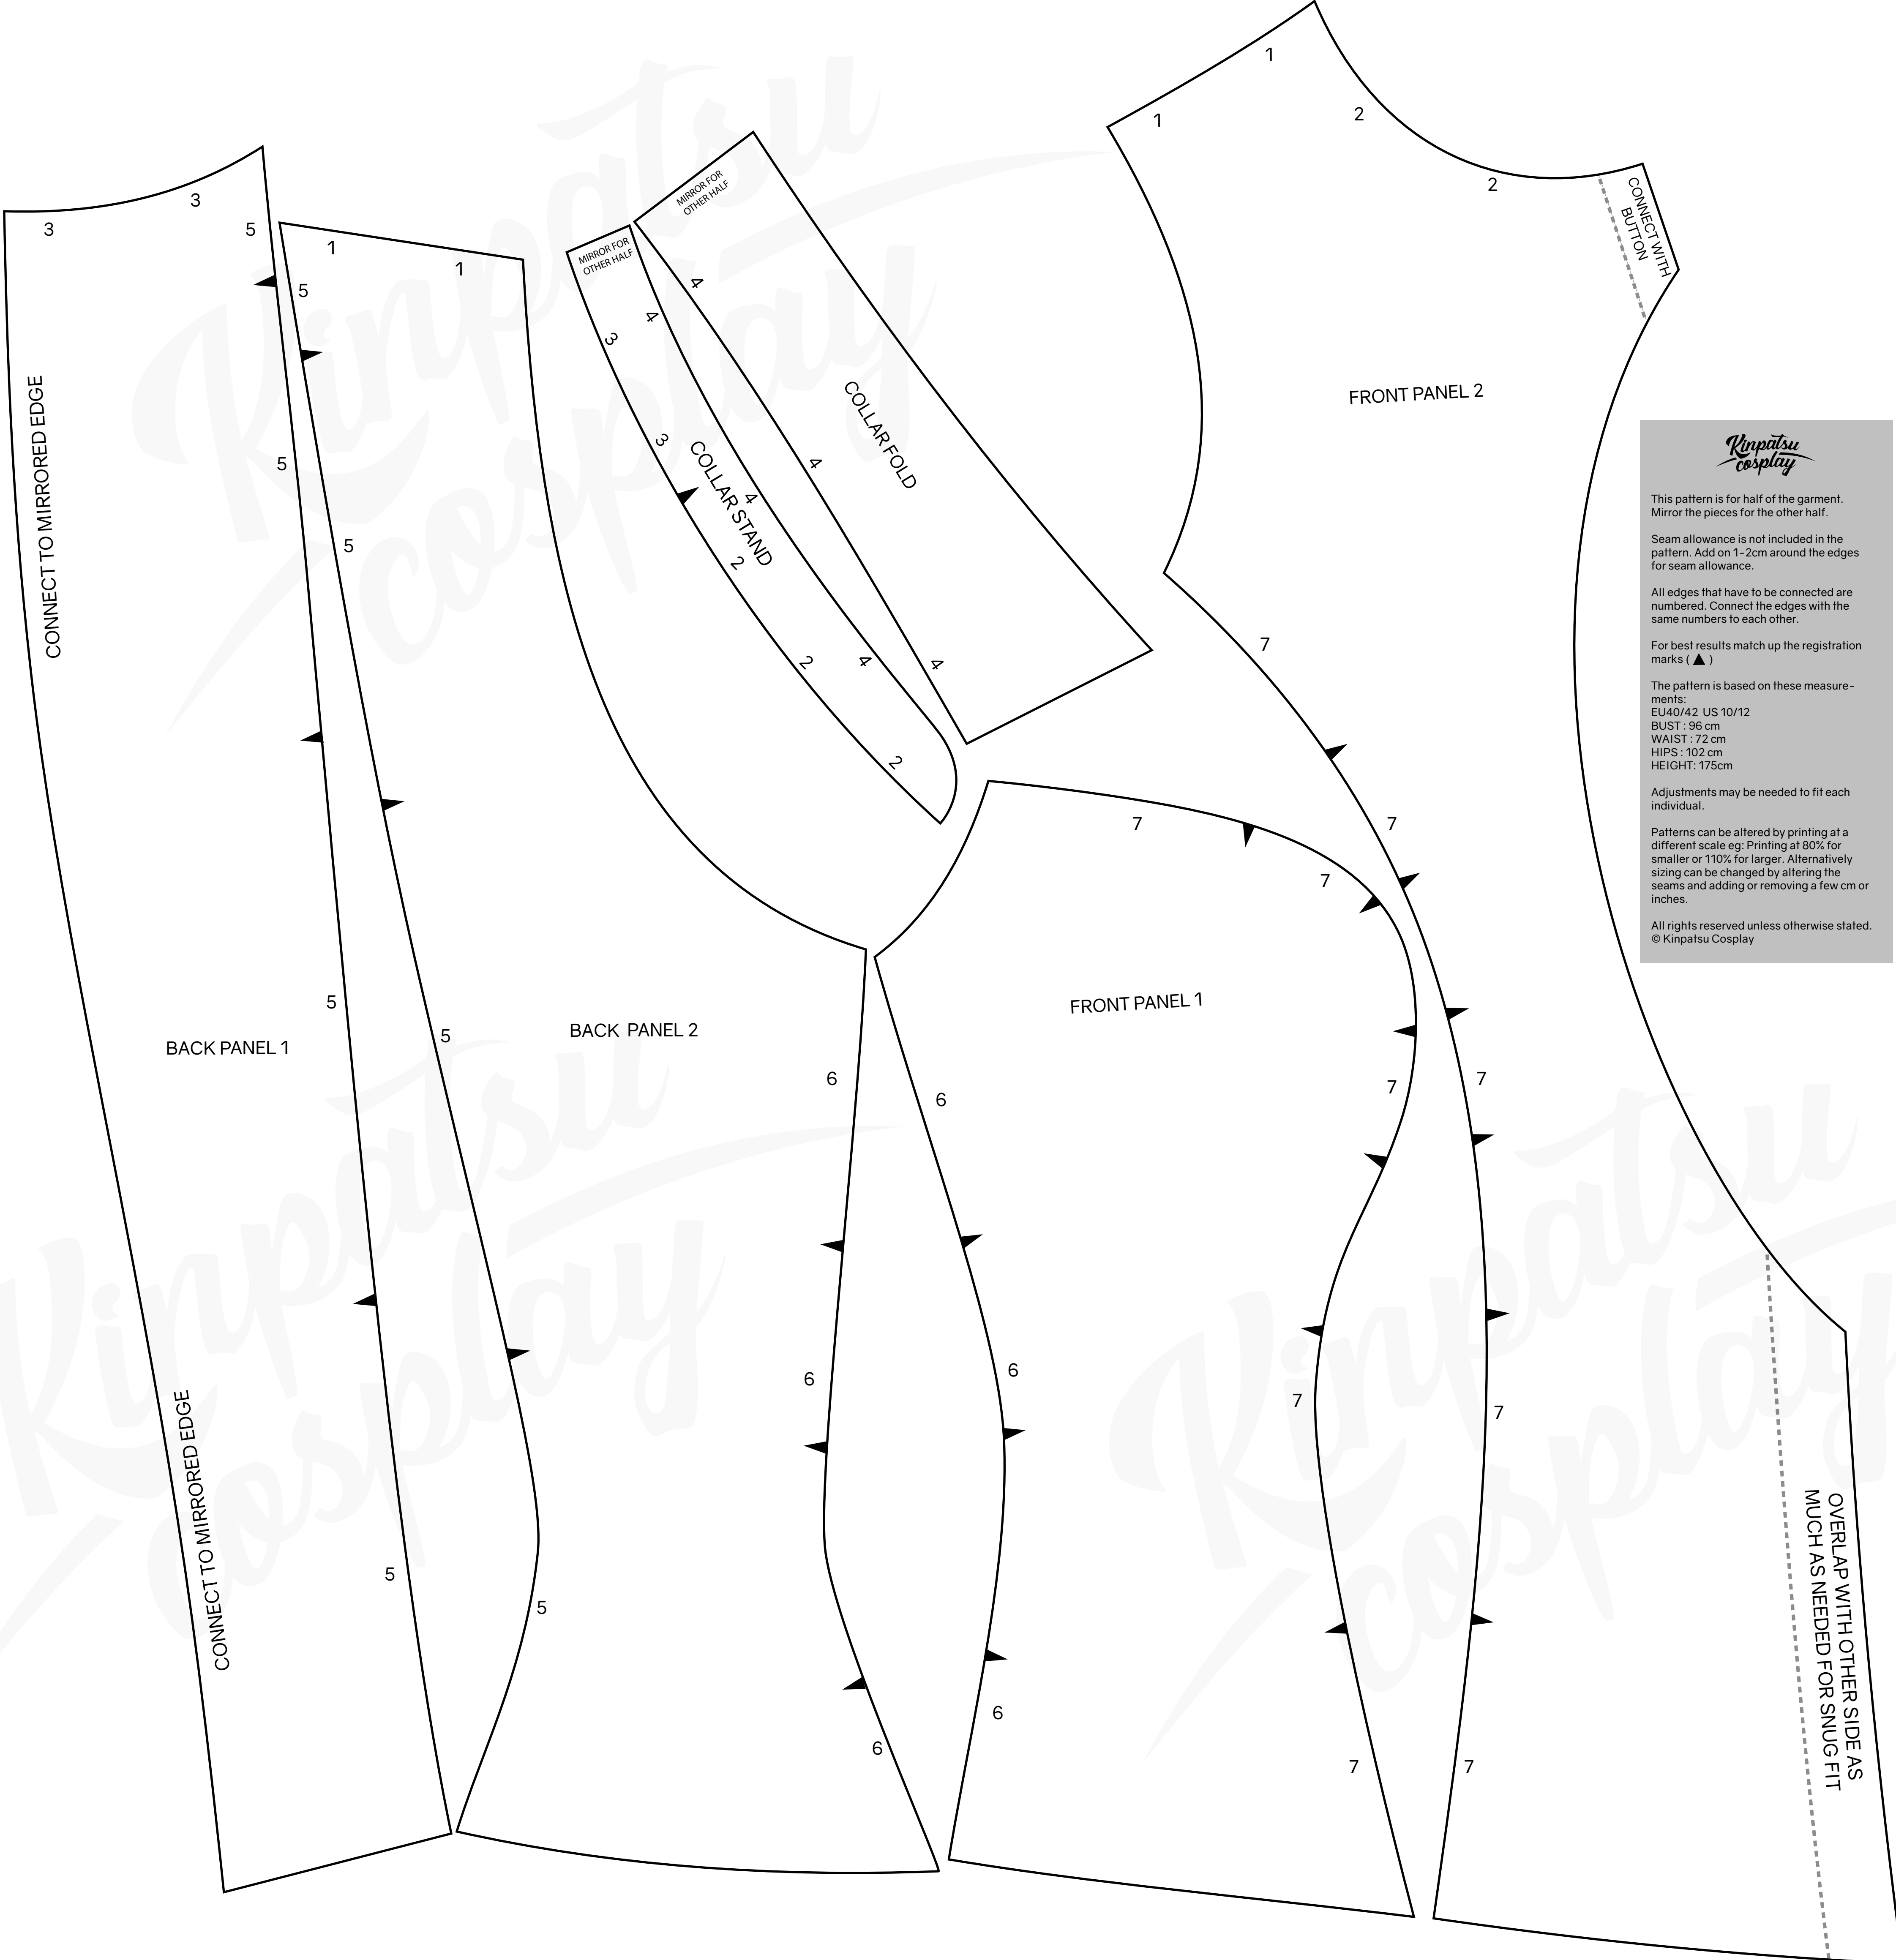 1
1
2
2
CONNECT WITH
BUTTON
3
3
5
1
1
5
MIRROR FOR
OTHER HALF
MIRROR FOR
OTHER HALF
4
4
3
3
4
4
2
2
4
4
2
COLLAR STAND
COLLAR FOLD
FRONT PANEL 2
CONNECT TO MIRRORED EDGE
5
5
7
7
7
7
5
5
BACK PANEL 1
BACK  PANEL 2
FRONT PANEL 1
6
6
7
7
6
6
7
7
CONNECT TO MIRRORED EDGE
5
5
6
6
7
7
OVERLAP WITH OTHER SIDE AS
MUCH AS NEEDED FOR SNUG FIT
Kinpatsu
cosplay
This pattern is for half of the garment.
Mirror the pieces for the other half.
Seam allowance is not included in the
pattern. Add on 1-2cm around the edges
for seam allowance.
All edges that have to be connected are
numbered. Connect the edges with the
same numbers to each other.
For best results match up the registration
marks ( ▲ )
The pattern is based on these measure-
ments:
EU40/42 US 10/12
BUST : 96 cm
WAIST : 72 cm
HIPS : 102 cm
HEIGHT: 175cm
Adjustments may be needed to fit each
individual.
Patterns can be altered by printing at a
different scale eg: Printing at 80% for
smaller or 110% for larger. Alternatively
sizing can be changed by altering the
seams and adding or removing a few cm or
inches.
All rights reserved unless otherwise stated.
© Kinpatsu Cosplay
Kinpatsu
cosplay
Kinpatsu
cosplay
Kinpatsu
cosplay